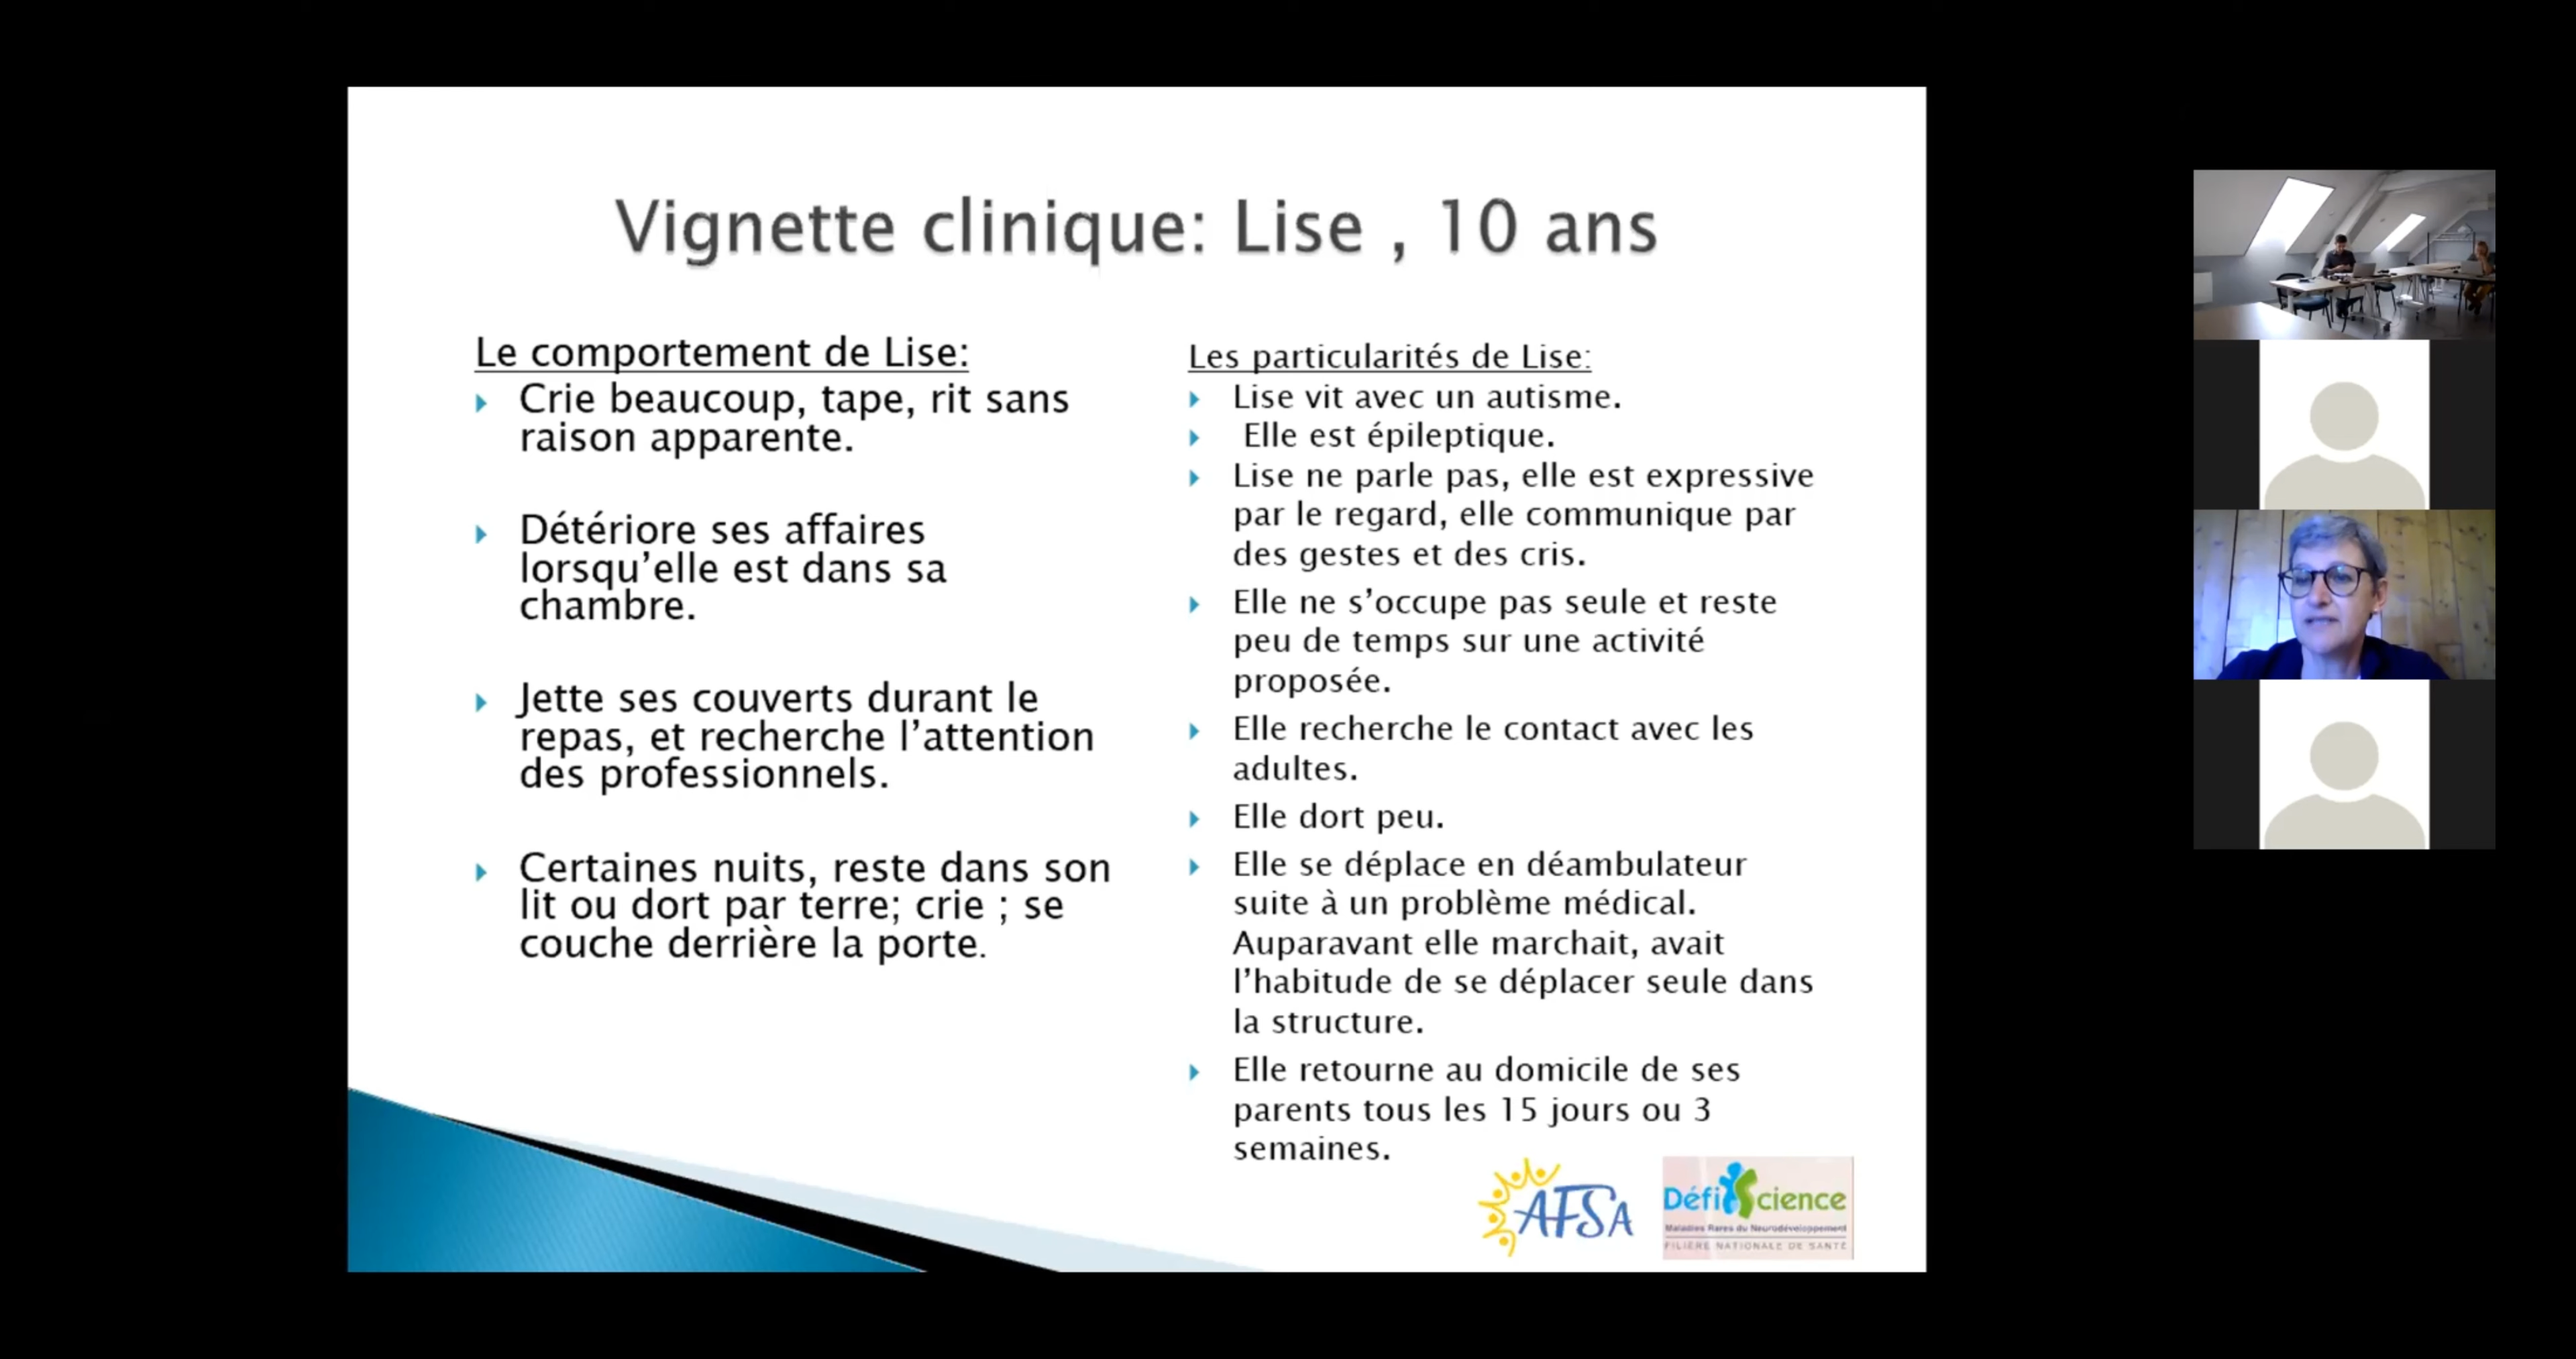 Vignette clinique: Lise , 10 ans
Le comportement de Lise:
Crie beaucoup, tape, rit sans
raison apparente.
Détériore ses affaires
lorsqu'elle est dans sa
chambre.
Jette ses couverts durant le
repas, et recherche l'attention
des professionnels.
Certaines nuits, reste dans son
lit ou dort par terre; crie ; se
couche derrière la porte.
Les particularités de Lise:
Lise vit avec un autisme.
Elle est épileptique.
Lise ne parle pas, elle est expressive
par le regard, elle communique par
des gestes et des cris.
Elle ne s'occupe pas seule et reste
peu de temps sur une activité
proposée.
Elle recherche le contact avec les
adultes.
Elle dort peu.
Elle se déplace en déambulateur
suite à un problème médical.
Auparavant elle marchait, avait
l'habitude de se déplacer seule dans
la structure.
Elle retourne au domicile de ses
parents tous les 15 jours ou 3
semaines.
AFSA
DéfiScience
Maladies Rares du Neurodéveloppement
FILIÈRE NATIONALE DE SANTÉ